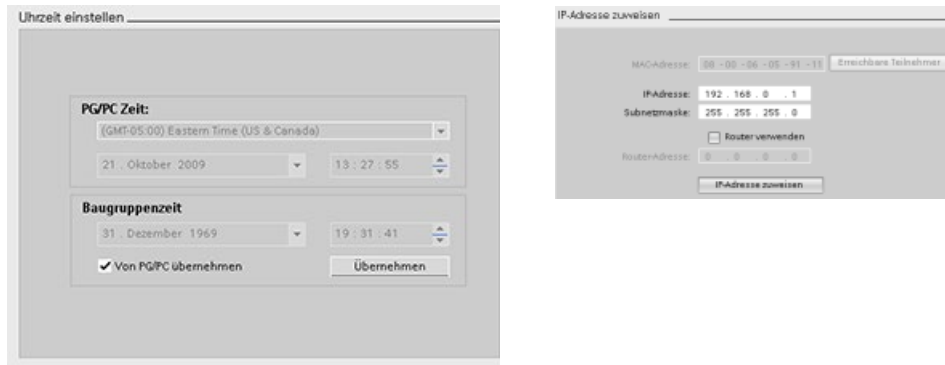 Uhrzeit einstellen
PG/PC Zeit:
(GMT-05:00) Eastern Time (US & Canada)
21 . Oktober 2009
13 : 27 : 55
Baugruppenzeit
31 . Dezember 1969
19 : 31 : 41
Von PG/PC übernehmen
Übernehmen
IP-Adresse zuweisen
MAC-Adresse: 08 - 00 - 06 - 05 - 91 - 11 Erreichbare Teilnehmer
IP-Adresse: 192 . 168 . 0 . 1
Subnetzmaske: 255 . 255 . 255 . 0
Router verwenden
Router-Adresse: 0 . 0 . 0 . 0
IP-Adresse zuweisen